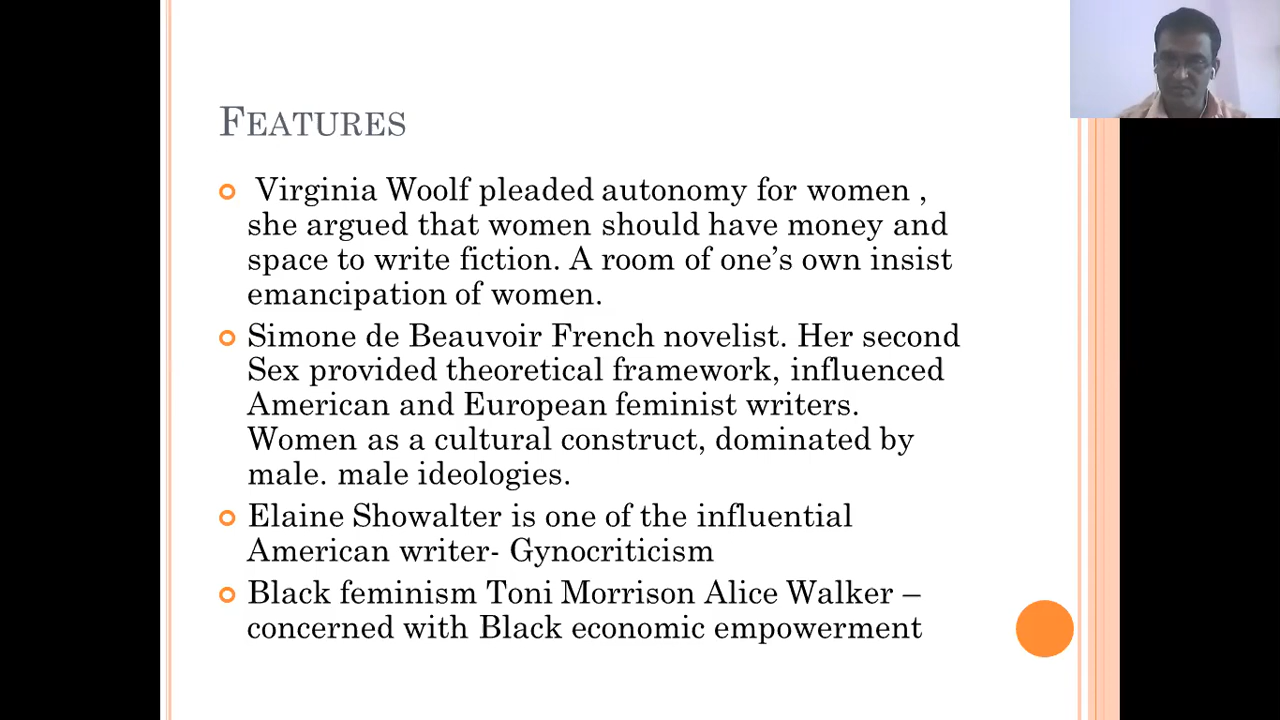 FEATURES
Virginia Woolf pleaded autonomy for women ,
she argued that women should have money and
space to write fiction. A room of one’s own insist
emancipation of women.
Simone de Beauvoir French novelist. Her second
Sex provided theoretical framework, influenced
American and European feminist writers.
Women as a cultural construct, dominated by
male. male ideologies.
Elaine Showalter is one of the influential
American writer- Gynocriticism
Black feminism Toni Morrison Alice Walker –
concerned with Black economic empowerment